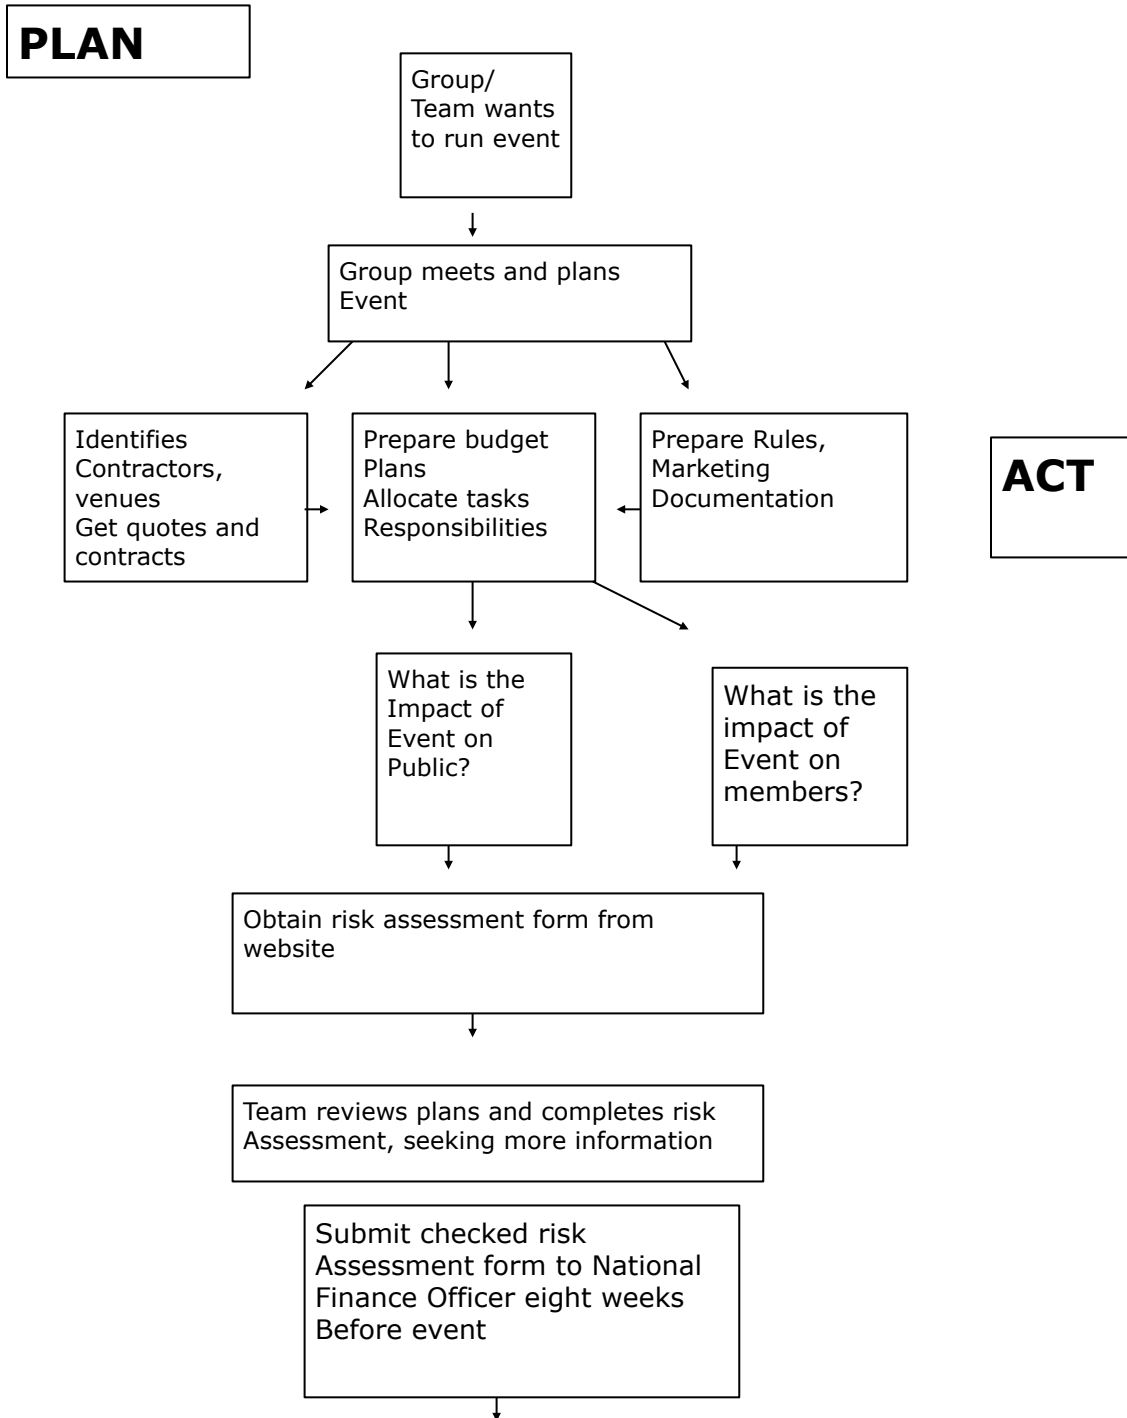 PLAN
Group/
Team wants
to run event
Group meets and plans
Event
Identifies
Contractors,
venues
Get quotes and
contracts
Prepare budget
Plans
Allocate tasks
Responsibilities
Prepare Rules,
Marketing
Documentation
ACT
What is the
Impact of
Event on
Public?
What is the
impact of
Event on
members?
Obtain risk assessment form from
website
Team reviews plans and completes risk
Assessment, seeking more information
Submit checked risk
Assessment form to National
Finance Officer eight weeks
Before event